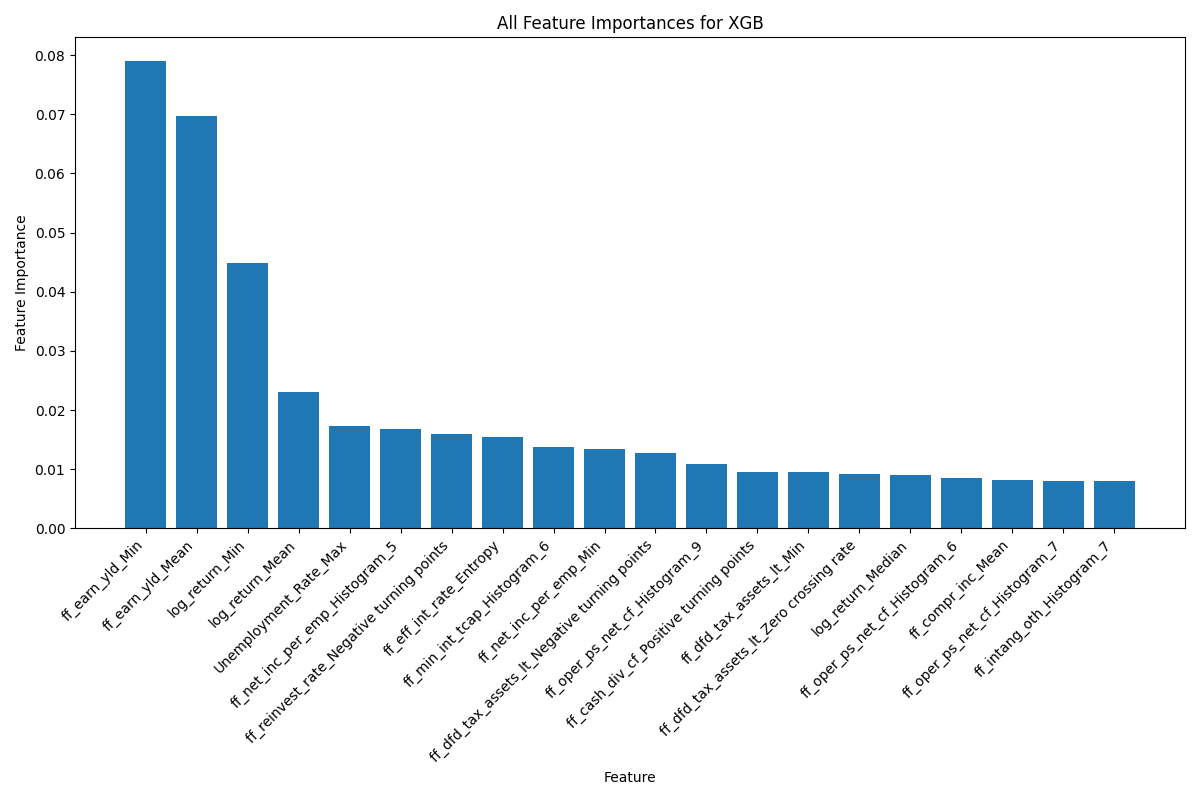 All Feature Importances for XGB
Feature Importance
0.08
0.07
0.06
0.05
0.04
0.03
0.02
0.01
0.00
ff_earn_yld_Min
ff_earn_yld_Mean
log_return_Min
log_return_Mean
Unemployment_Rate_Max
ff_net_inc_per_emp_Histogram_5
ff_reinvest_rate_Negative turning points
ff_eff_int_rate_Entropy
ff_min_int_tcap_Histogram_6
ff_net_inc_per_emp_Min
ff_dfd_tax_assets_lt_Negative turning points
ff_oper_ps_net_cf_Histogram_9
ff_cash_div_cf_Positive turning points
ff_dfd_tax_assets_lt_Min
ff_dfd_tax_assets_lt_Zero crossing rate
log_return_Median
ff_oper_ps_net_cf_Histogram_6
ff_compr_inc_Mean
ff_oper_ps_net_cf_Histogram_7
ff_intang_oth_Histogram_7
Feature